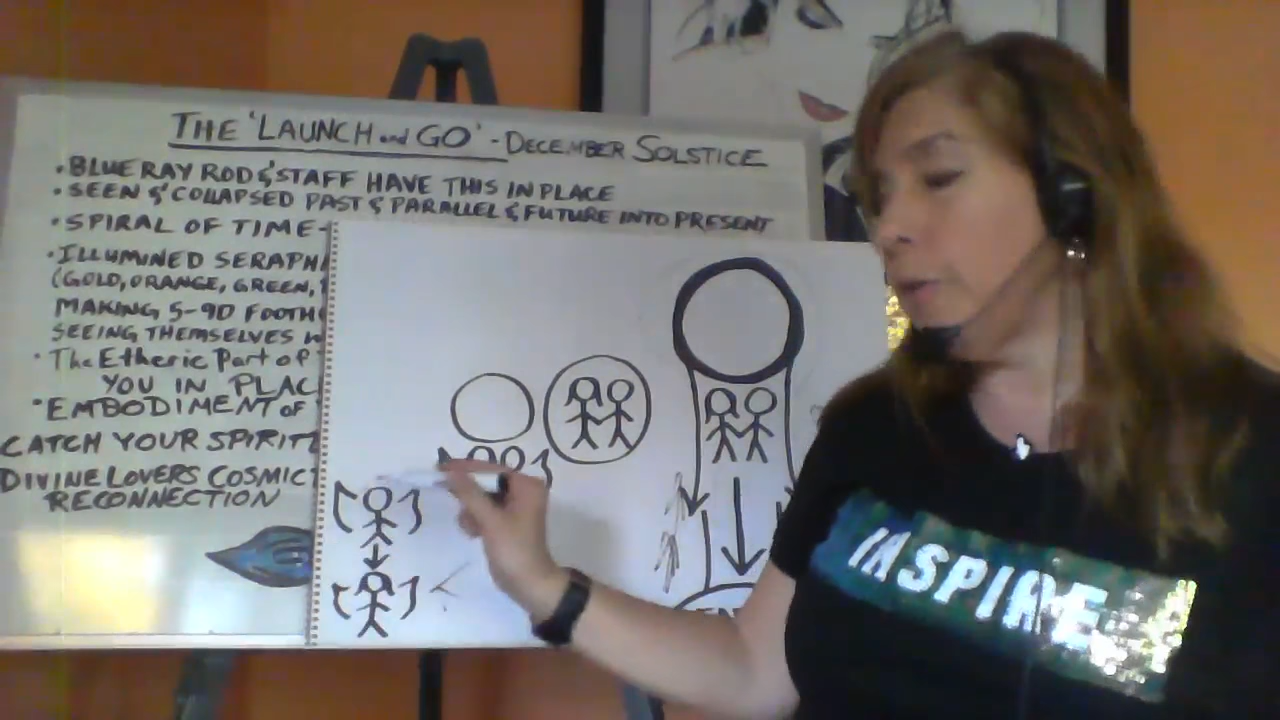 THE 'LAUNCH and GO' - DECEMBER SOLSTICE
• BLUE RAY ROD & STAFF HAVE THIS IN PLACE
• SEEN & COLLAPSED PAST & PARALLEL & FUTURE INTO PRESENT
• SPIRAL OF TIME-
• ILLUMINED SERAPH
(GOLD, ORANGE, GREEN,
MAKING 5-9D FOOTH
SEEING THEMSELVES
• The Etheric Part of
YOU IN PLAC
• EMBODIMENT OF
CATCH YOUR SPIRIT
DIVINE LOVERS COSMIC
RECONNECTION
INSPIRE